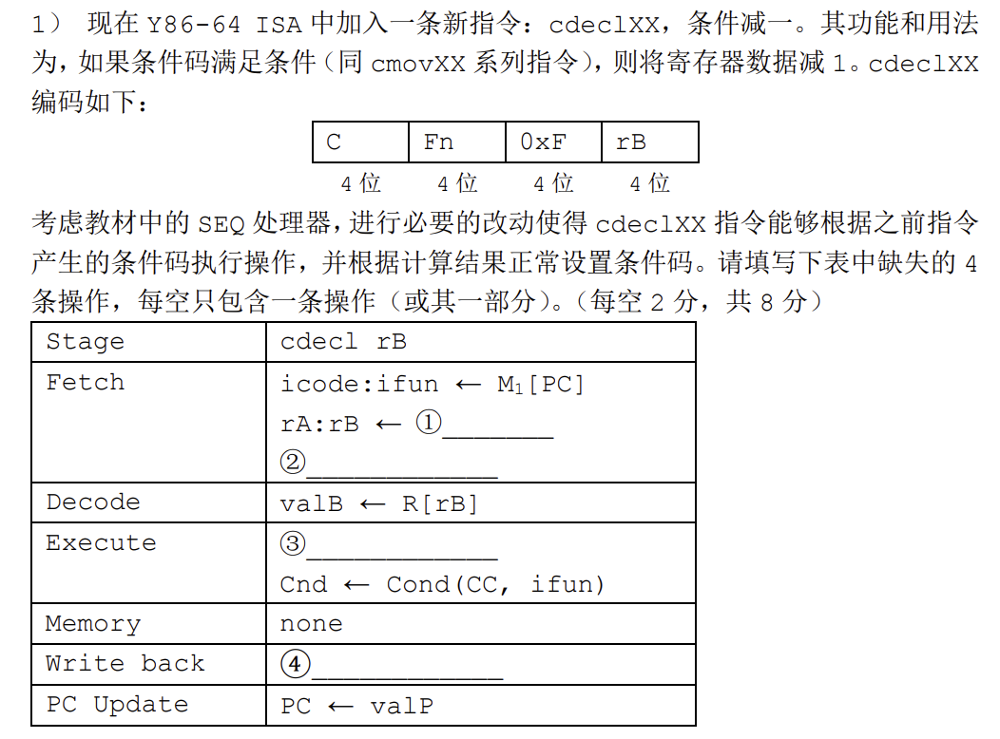 1） 现在 Y86-64 ISA 中加入一条新指令：cdeclXX，条件减一。其功能和用法
为，如果条件码满足条件（同 cmovXX 系列指令），则将寄存器数据减 1。cdeclXX
编码如下：
C Fn 0xF rB
4 位 4 位 4 位 4 位
考虑教材中的 SEQ 处理器，进行必要的改动使得 cdeclXX 指令能够根据之前指令
产生的条件码执行操作，并根据计算结果正常设置条件码。请填写下表中缺失的 4
条操作，每空只包含一条操作（或其一部分）。（每空 2 分，共 8 分）
Stage cdecl rB
Fetch icode:ifun ← M₁[PC]
rA:rB ← ①_______
②____________
Decode valB ← R[rB]
Execute ③____________
Cnd ← Cond(CC, ifun)
Memory none
Write back ④____________
PC Update PC ← valP